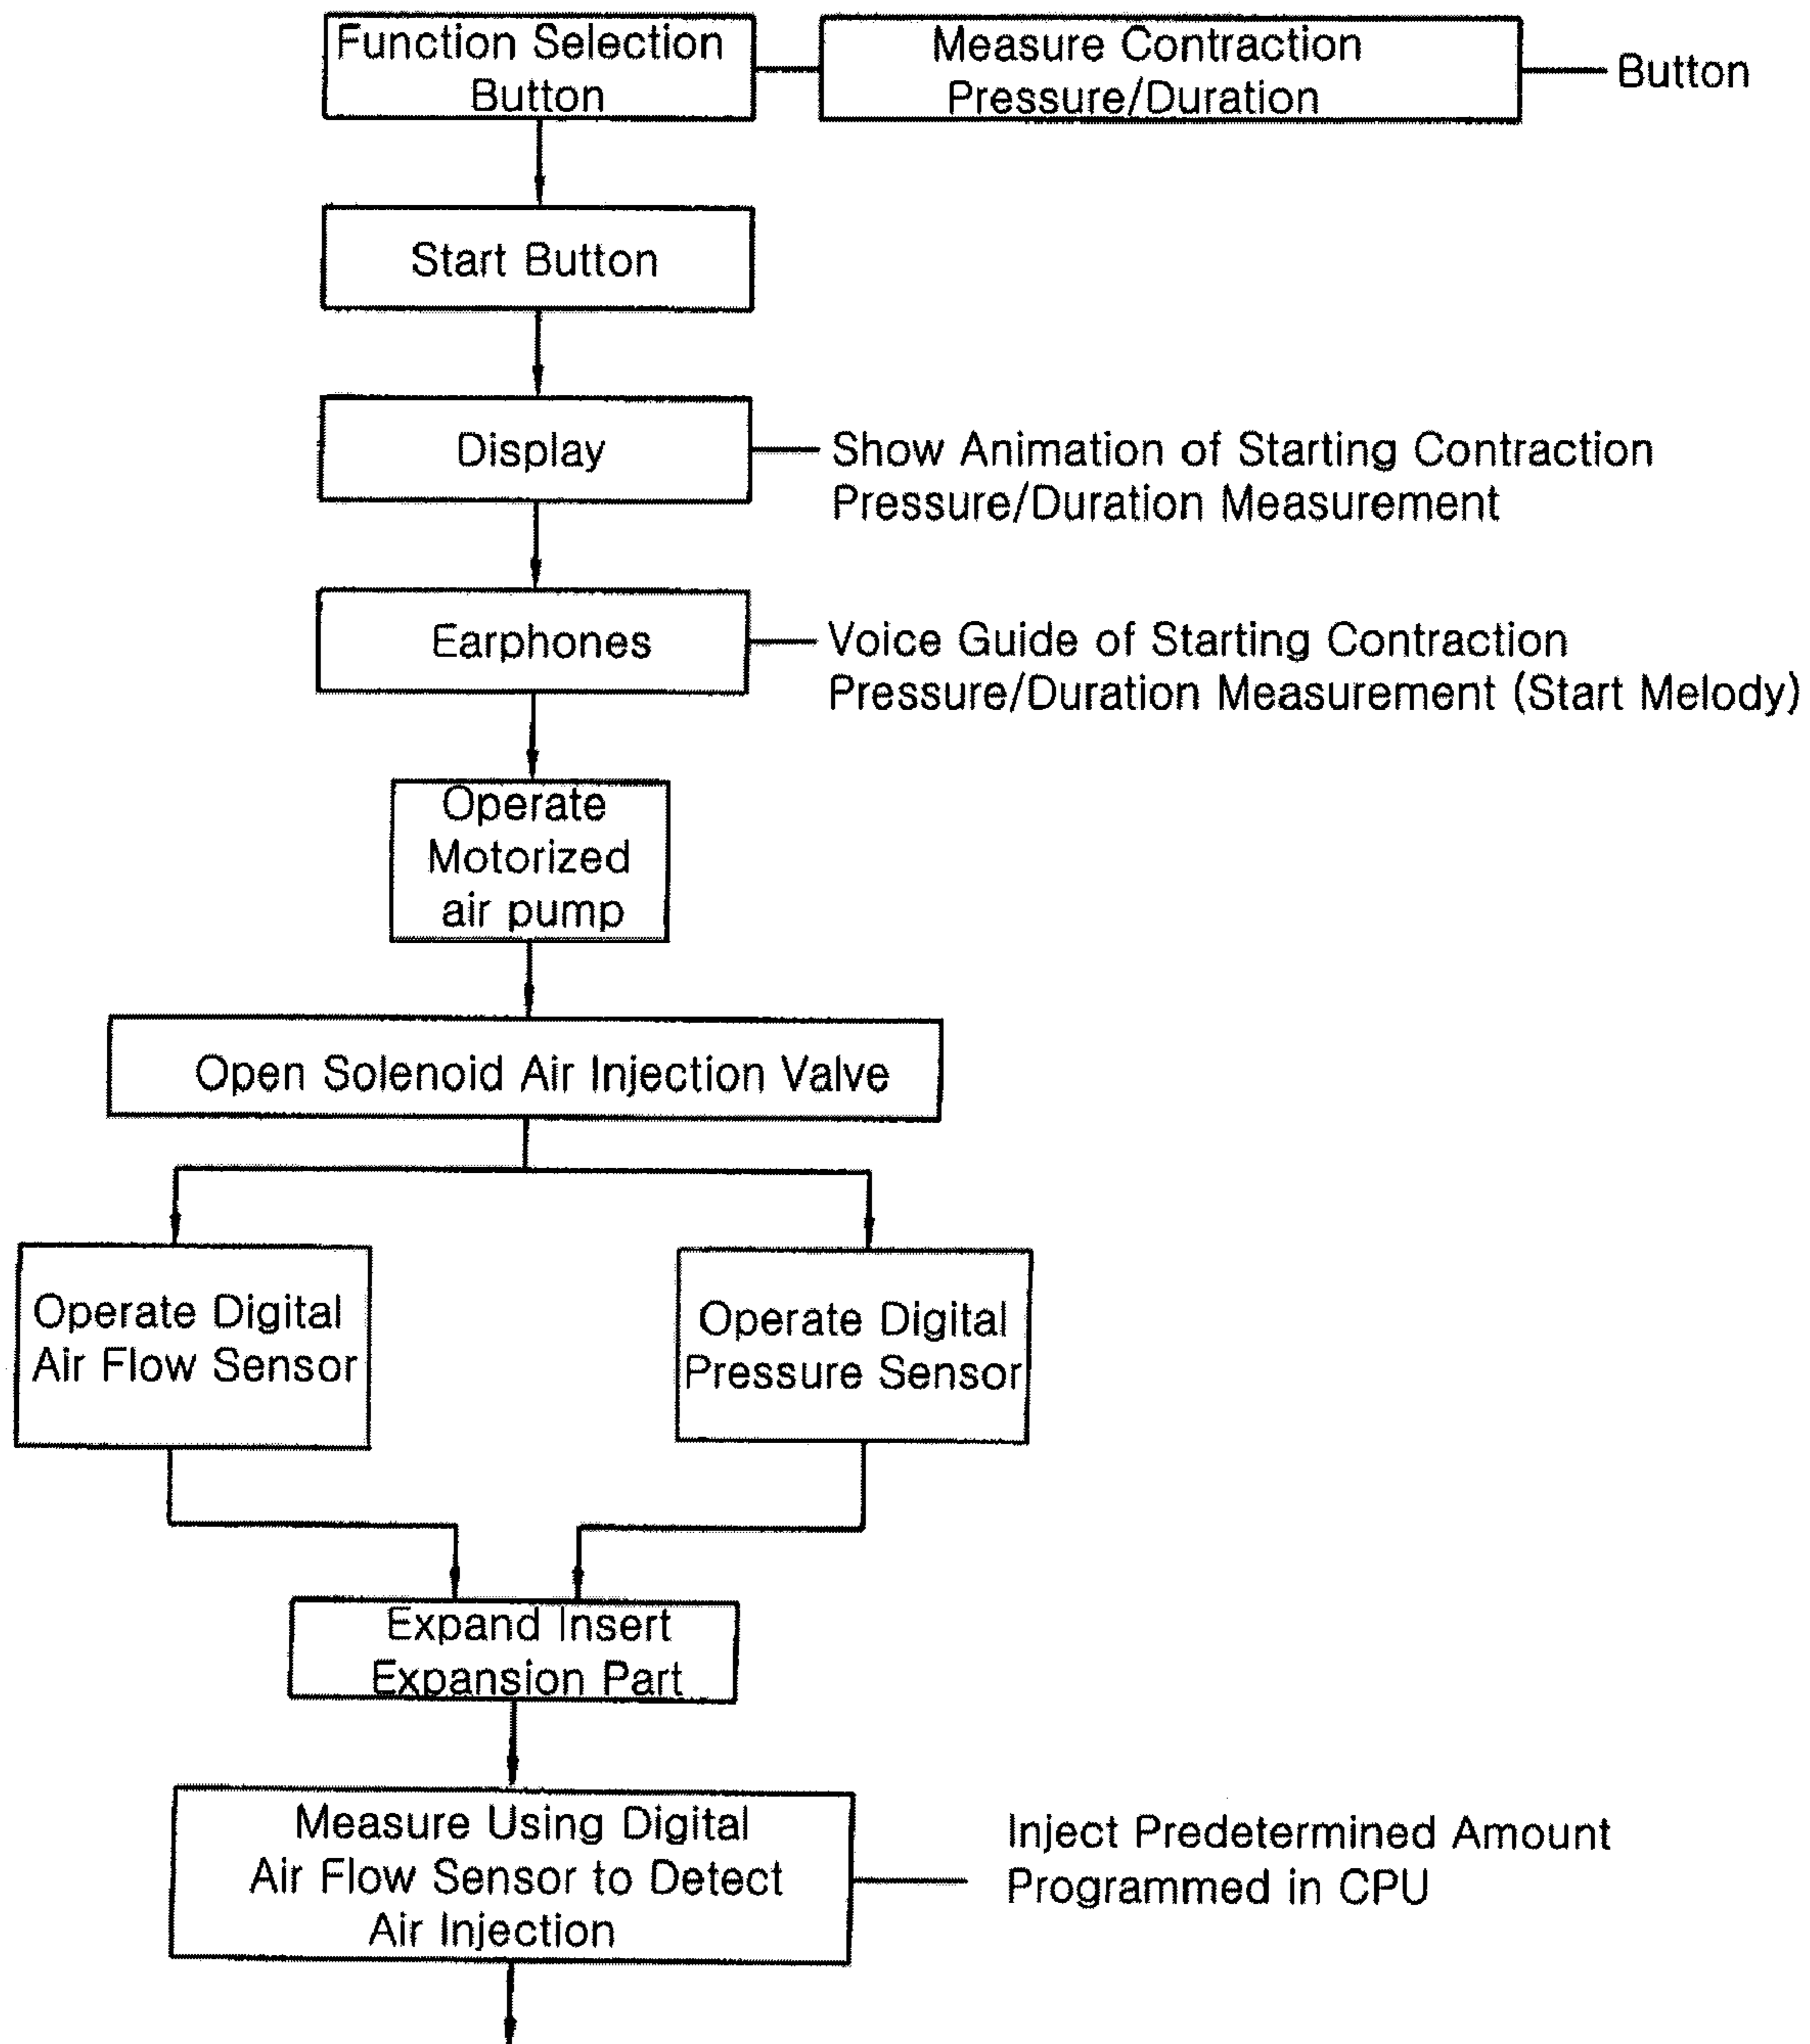 Function Selection
Button
Measure Contraction
Pressure/Duration
Button
Start Button
Display
Show Animation of Starting Contraction
Pressure/Duration Measurement
Earphones
Voice Guide of Starting Contraction
Pressure/Duration Measurement (Start Melody)
Operate
Motorized
air pump
Open Solenoid Air Injection Valve
Operate Digital
Air Flow Sensor
Operate Digital
Pressure Sensor
Expand Insert
Expansion Part
Measure Using Digital
Air Flow Sensor to Detect
Air Injection
Inject Predetermined Amount
Programmed in CPU